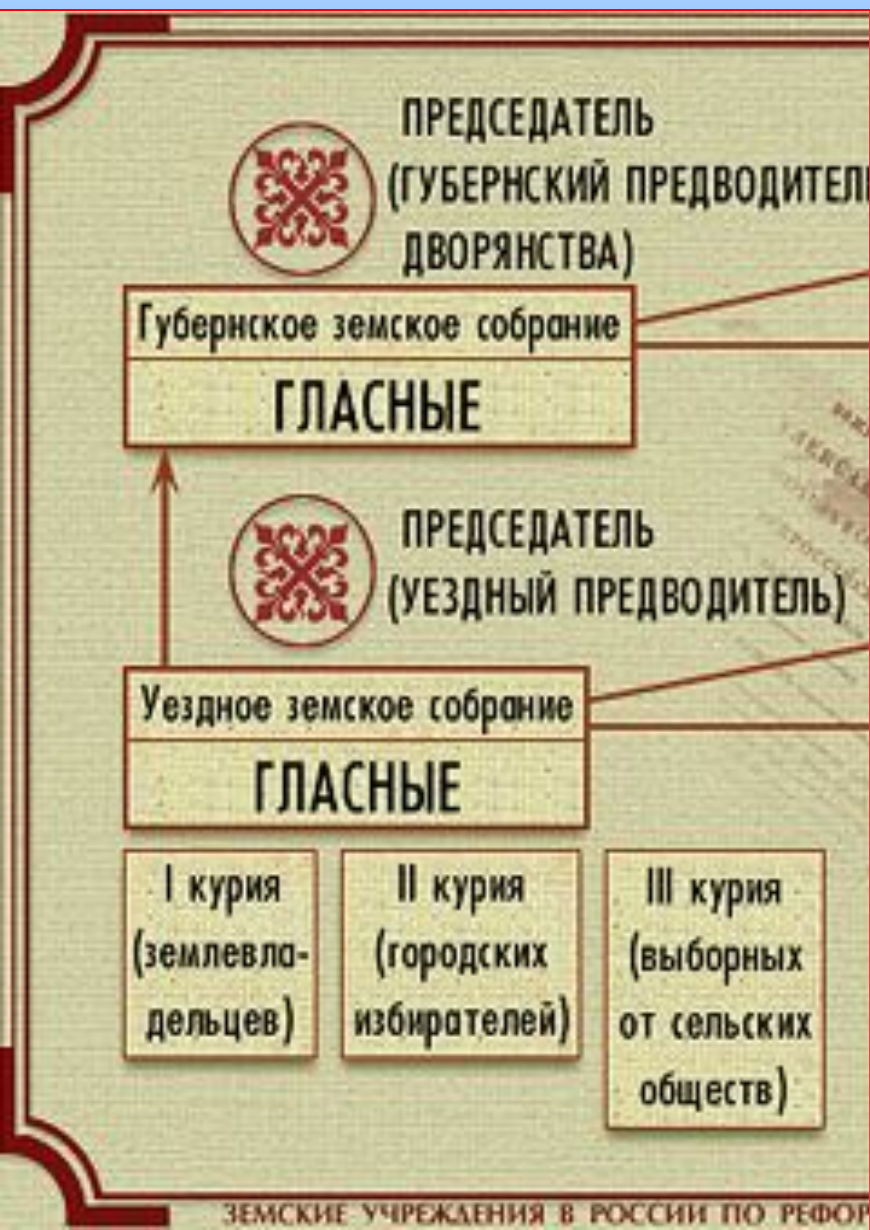 ПРЕДСЕДАТЕЛЬ
(ГУБЕРНСКИЙ ПРЕДВОДИТЕЛЬ
ДВОРЯНСТВА)
Губернское земское собрание
ГЛАСНЫЕ
ПРЕДСЕДАТЕЛЬ
(УЕЗДНЫЙ ПРЕДВОДИТЕЛЬ)
Уездное земское собрание
ГЛАСНЫЕ
I курия
(землевла-
дельцев)
II курия
(городских
избирателей)
III курия
(выборных
от сельских
обществ)
ЗЕМСКИЕ УЧРЕЖДЕНИЯ В РОССИИ ПО РЕФОР